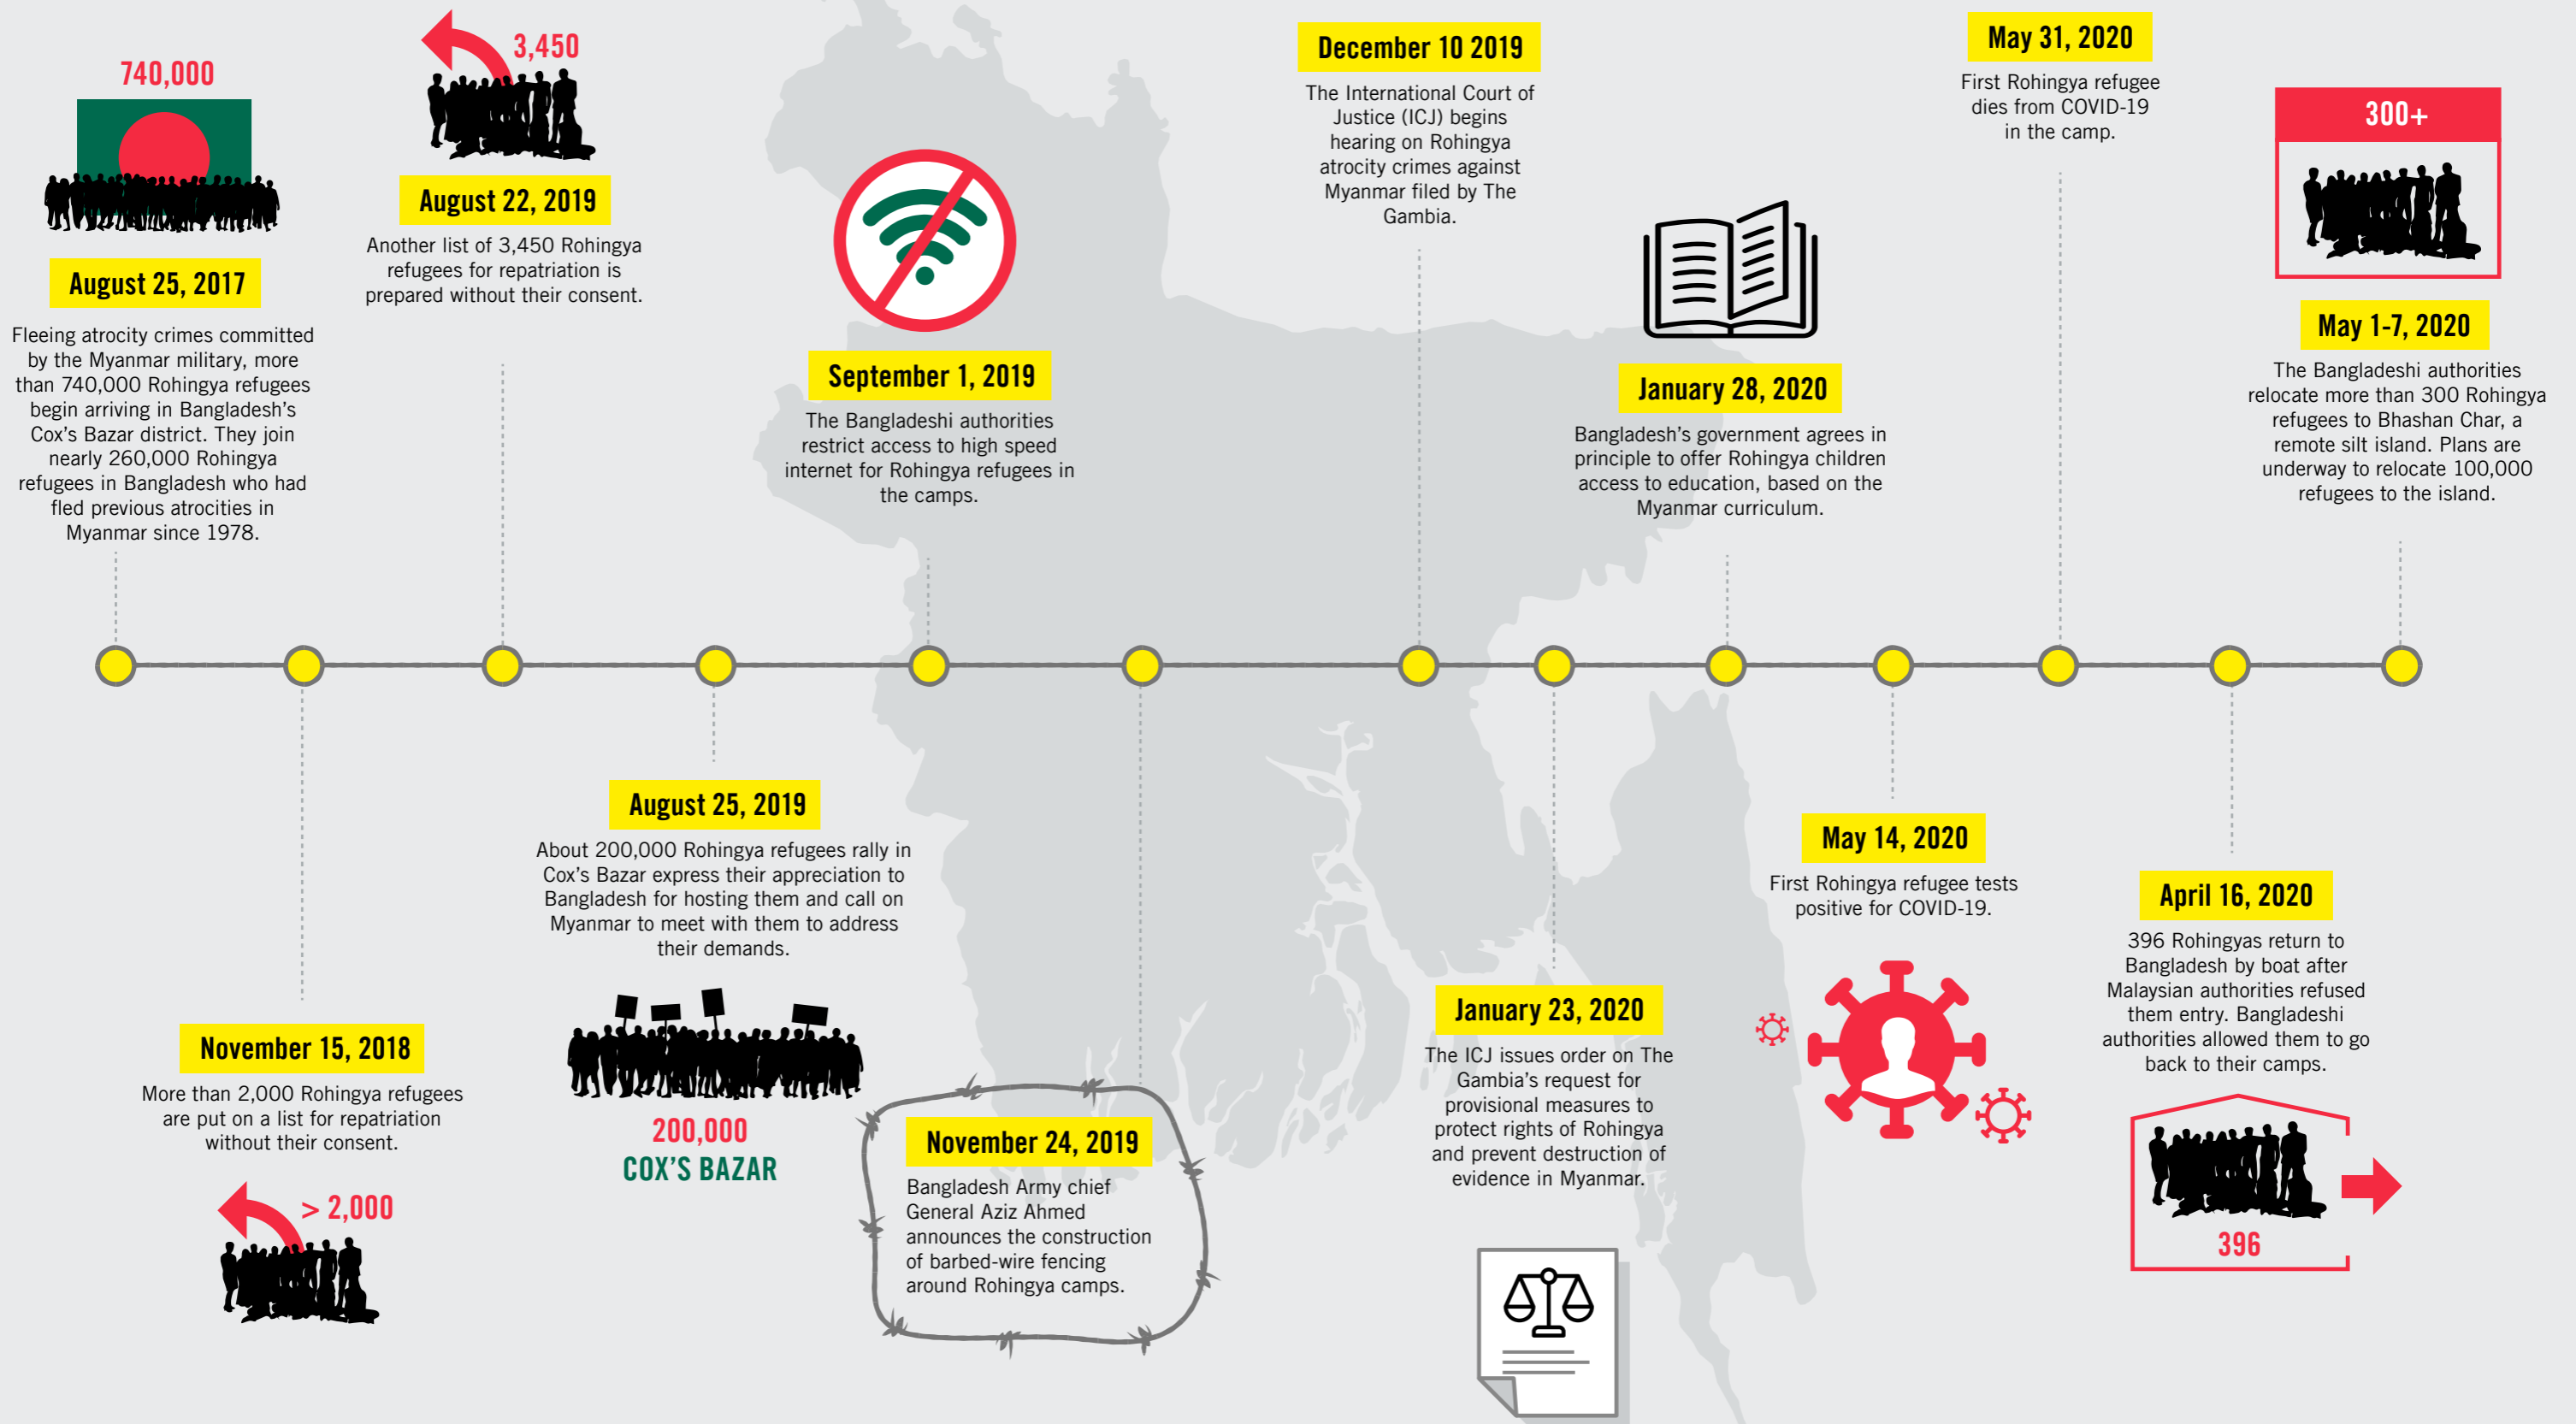 740,000
August 25, 2017
Fleeing atrocity crimes committed
by the Myanmar military, more
than 740,000 Rohingya refugees
begin arriving in Bangladesh's
Cox's Bazar district. They join
nearly 260,000 Rohingya
refugees in Bangladesh who had
fled previous atrocities in
Myanmar since 1978.
November 15, 2018
More than 2,000 Rohingya refugees
are put on a list for repatriation
without their consent.
> 2,000
3,450
August 22, 2019
Another list of 3,450 Rohingya
refugees for repatriation is
prepared without their consent.
August 25, 2019
About 200,000 Rohingya refugees rally in
Cox's Bazar express their appreciation to
Bangladesh for hosting them and call on
Myanmar to meet with them to address
their demands.
200,000
COX'S BAZAR
September 1, 2019
The Bangladeshi authorities
restrict access to high speed
internet for Rohingya refugees in
the camps.
November 24, 2019
Bangladesh Army chief
General Aziz Ahmed
announces the construction
of barbed-wire fencing
around Rohingya camps.
December 10 2019
The International Court of
Justice (ICJ) begins
hearing on Rohingya
atrocity crimes against
Myanmar filed by The
Gambia.
January 23, 2020
The ICJ issues order on The
Gambia's request for
provisional measures to
protect rights of Rohingya
and prevent destruction of
evidence in Myanmar.
January 28, 2020
Bangladesh's government agrees in
principle to offer Rohingya children
access to education, based on the
Myanmar curriculum.
May 14, 2020
First Rohingya refugee tests
positive for COVID-19.
May 31, 2020
First Rohingya refugee
dies from COVID-19
in the camp.
April 16, 2020
396 Rohingyas return to
Bangladesh by boat after
Malaysian authorities refused
them entry. Bangladeshi
authorities allowed them to go
back to their camps.
396
300+
May 1-7, 2020
The Bangladeshi authorities
relocate more than 300 Rohingya
refugees to Bhashan Char, a
remote silt island. Plans are
underway to relocate 100,000
refugees to the island.